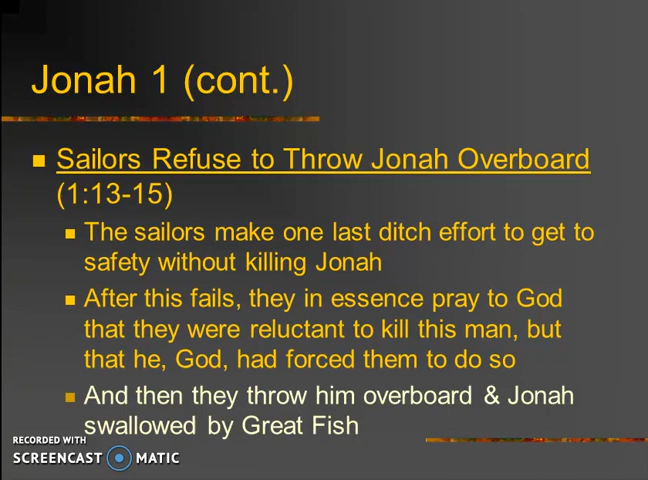 Jonah 1 (cont.)
Sailors Refuse to Throw Jonah Overboard
(1:13-15)
The sailors make one last ditch effort to get to
safety without killing Jonah
After this fails, they in essence pray to God
that they were reluctant to kill this man, but
that he, God, had forced them to do so
And then they throw him overboard & Jonah
swallowed by Great Fish
RECORDED WITH
SCREENCAST MATIC